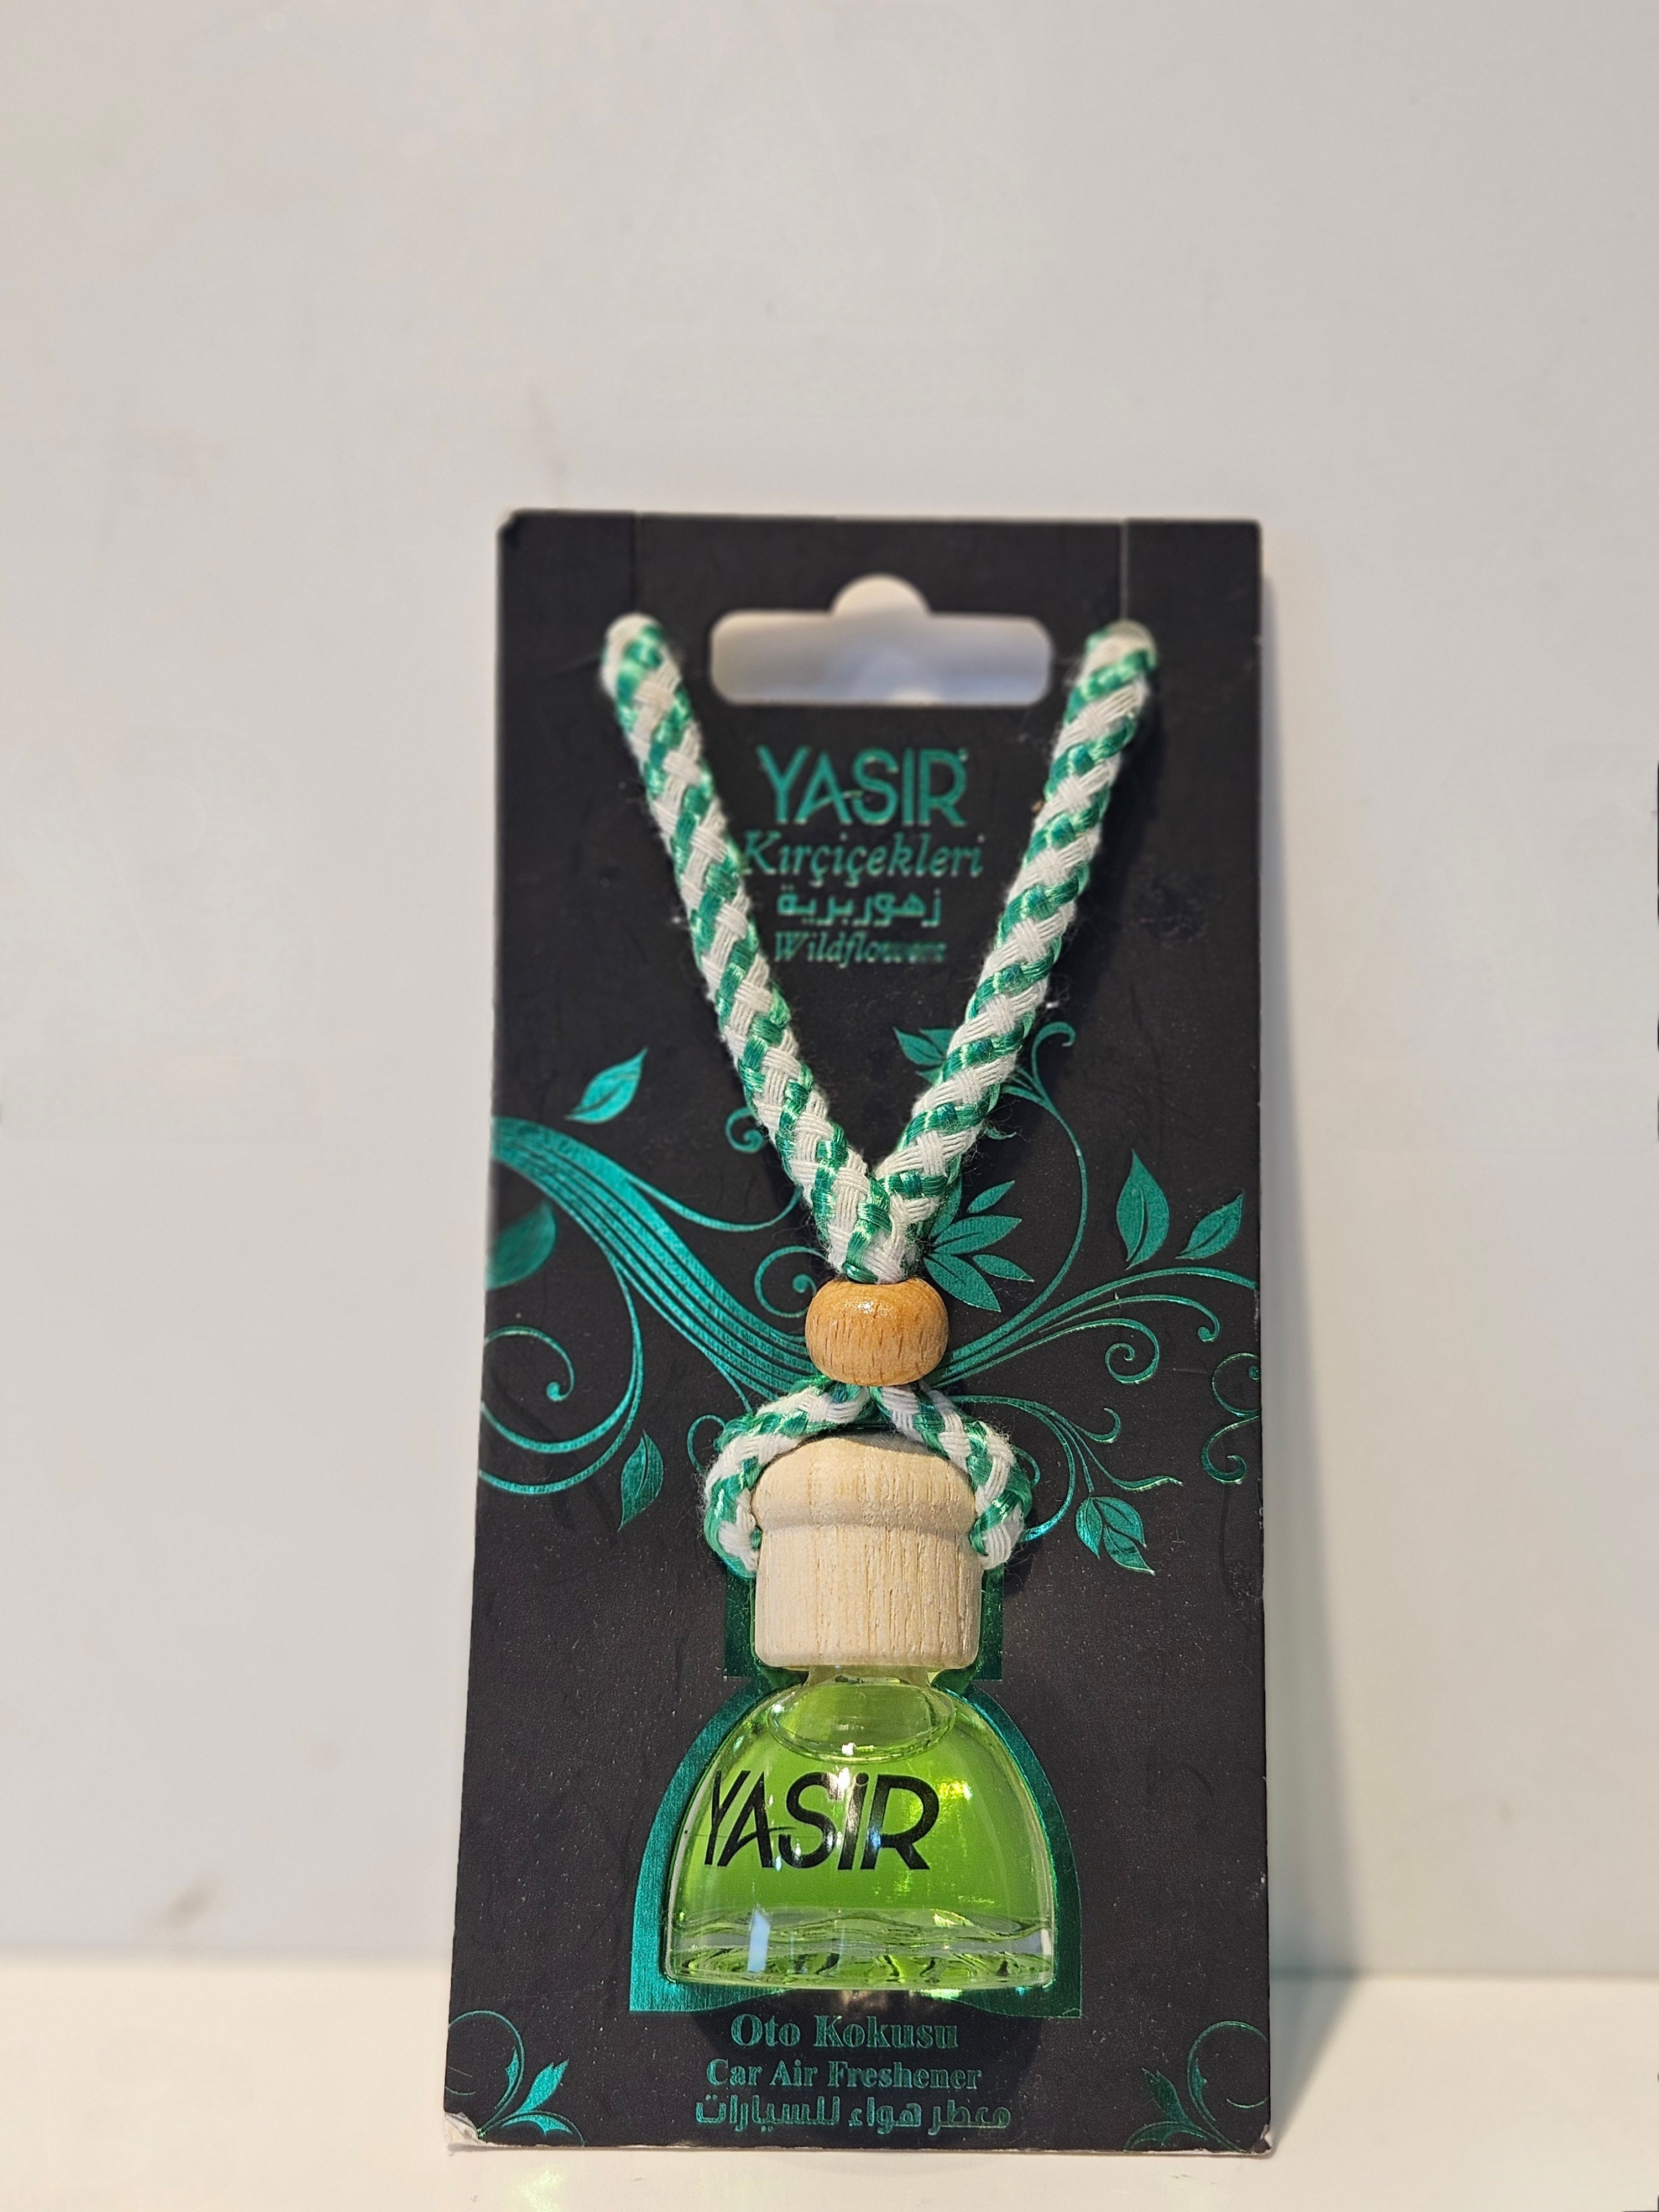 YASIR
Kırçiçekleri
زهور برية
Wildflowers
YASiR
Oto Kokusu
Car Air Freshener
معطر هواء للسيارات